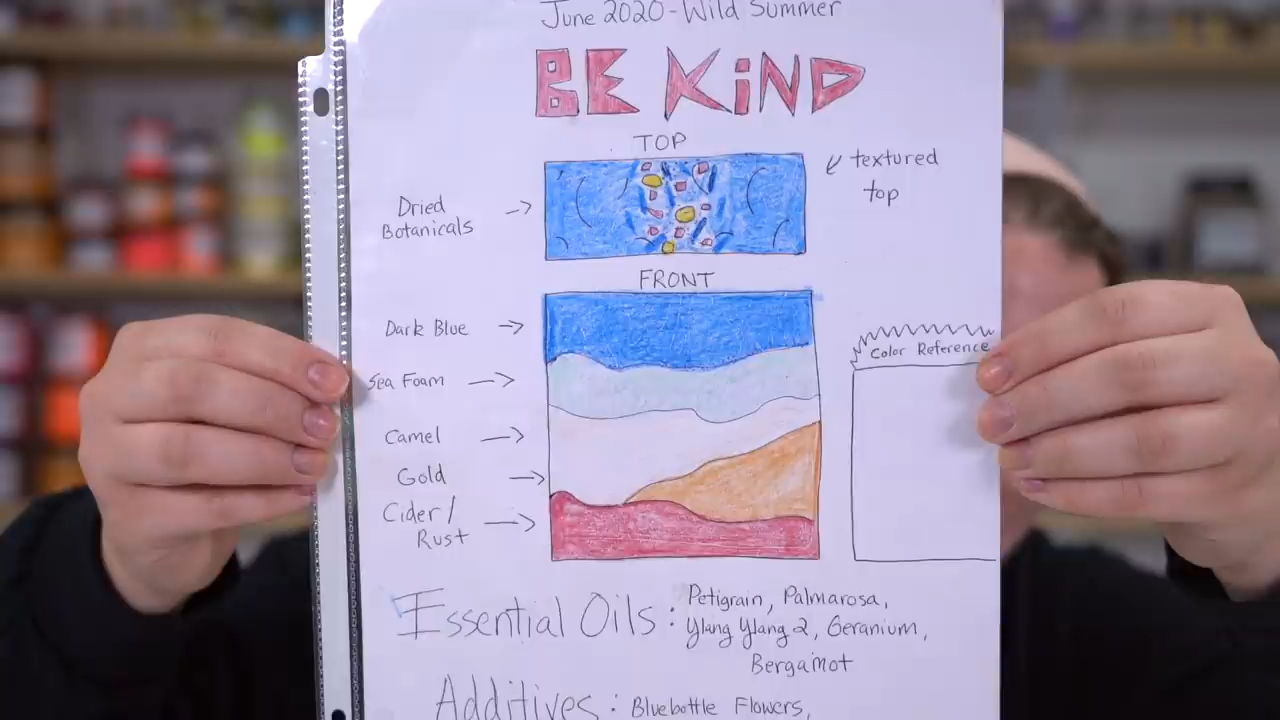 June 2020 - Wild Summer
BE KiND
TOP
textured
top
Dried
Botanicals
FRONT
Dark Blue
Sea Foam
Camel
Gold
Cider/
Rust
Color Reference
Essential Oils: Petigrain, Palmarosa,
Ylang Ylang 2, Geranium,
Bergamot
Additives: Bluebottle Flowers,